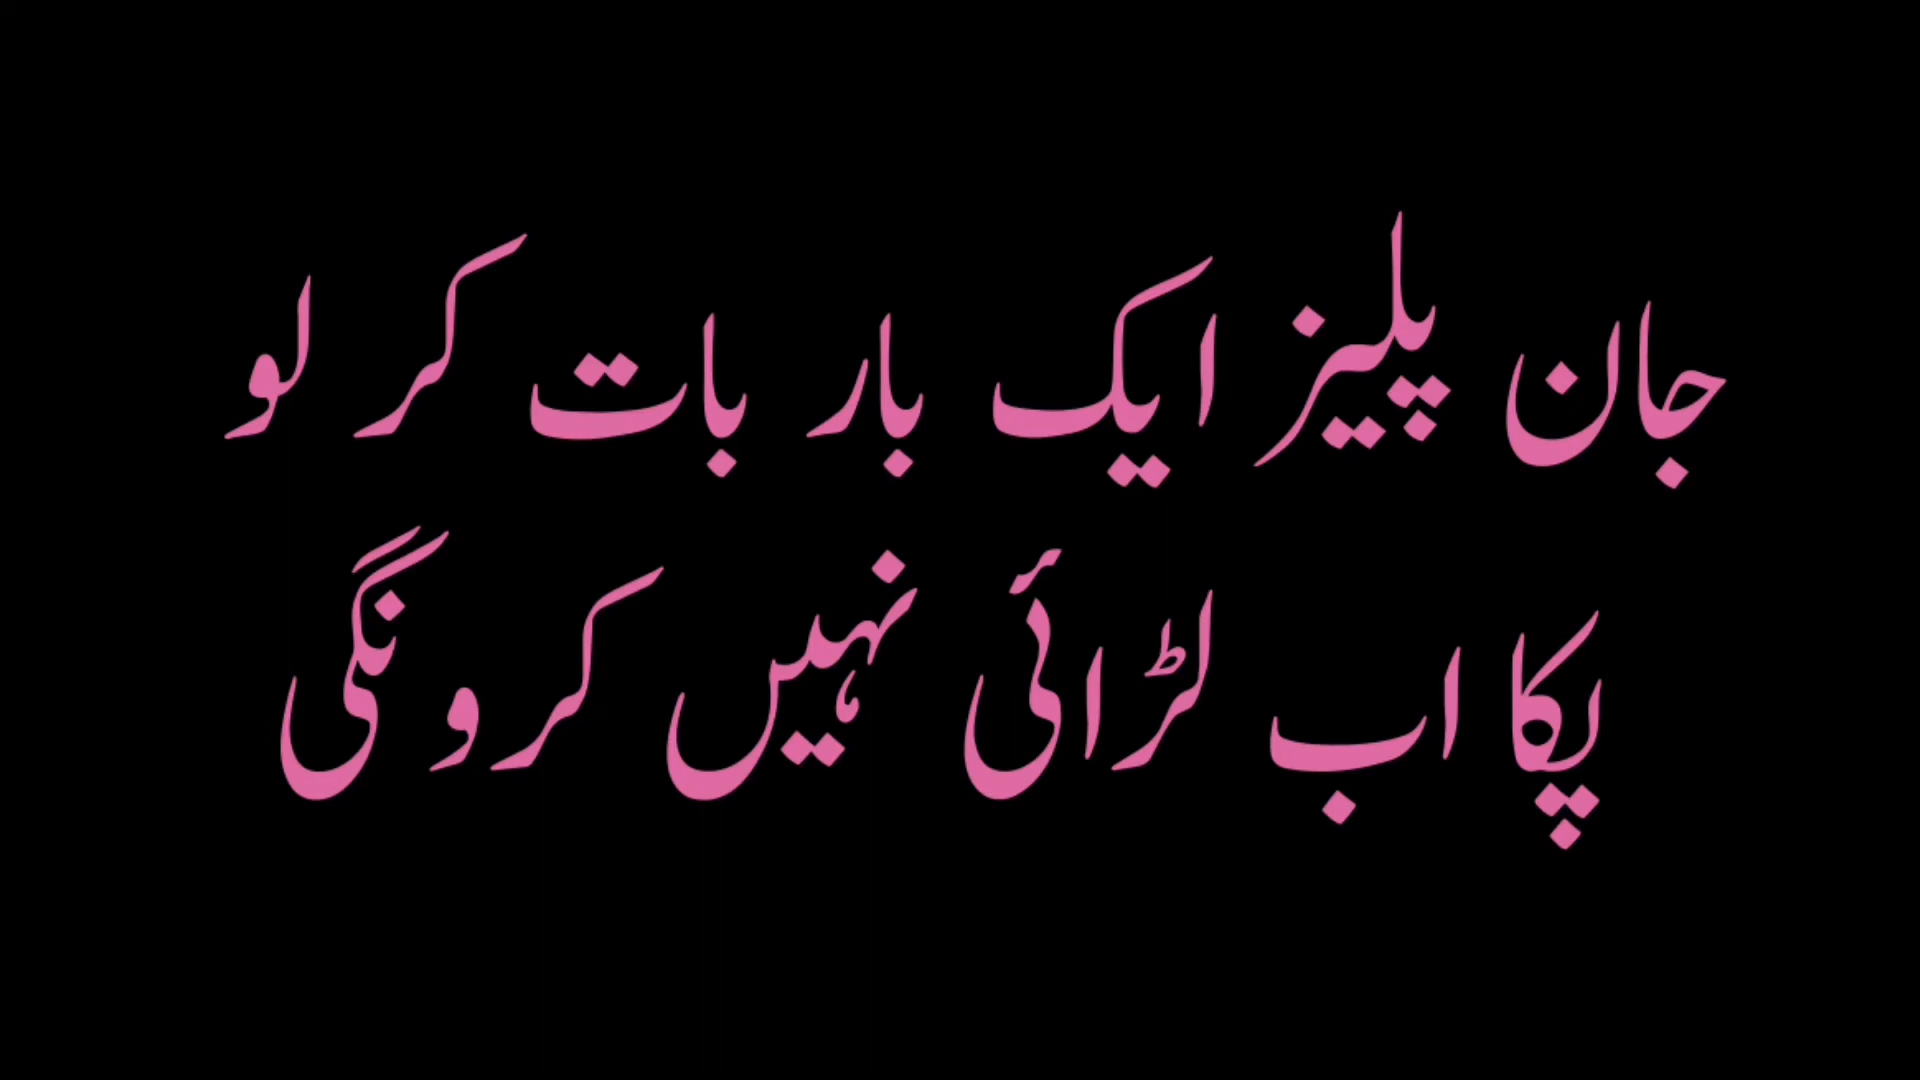 جان پلیز ایک بار بات کر لو
پکا اب لڑائی نہیں کرونگی